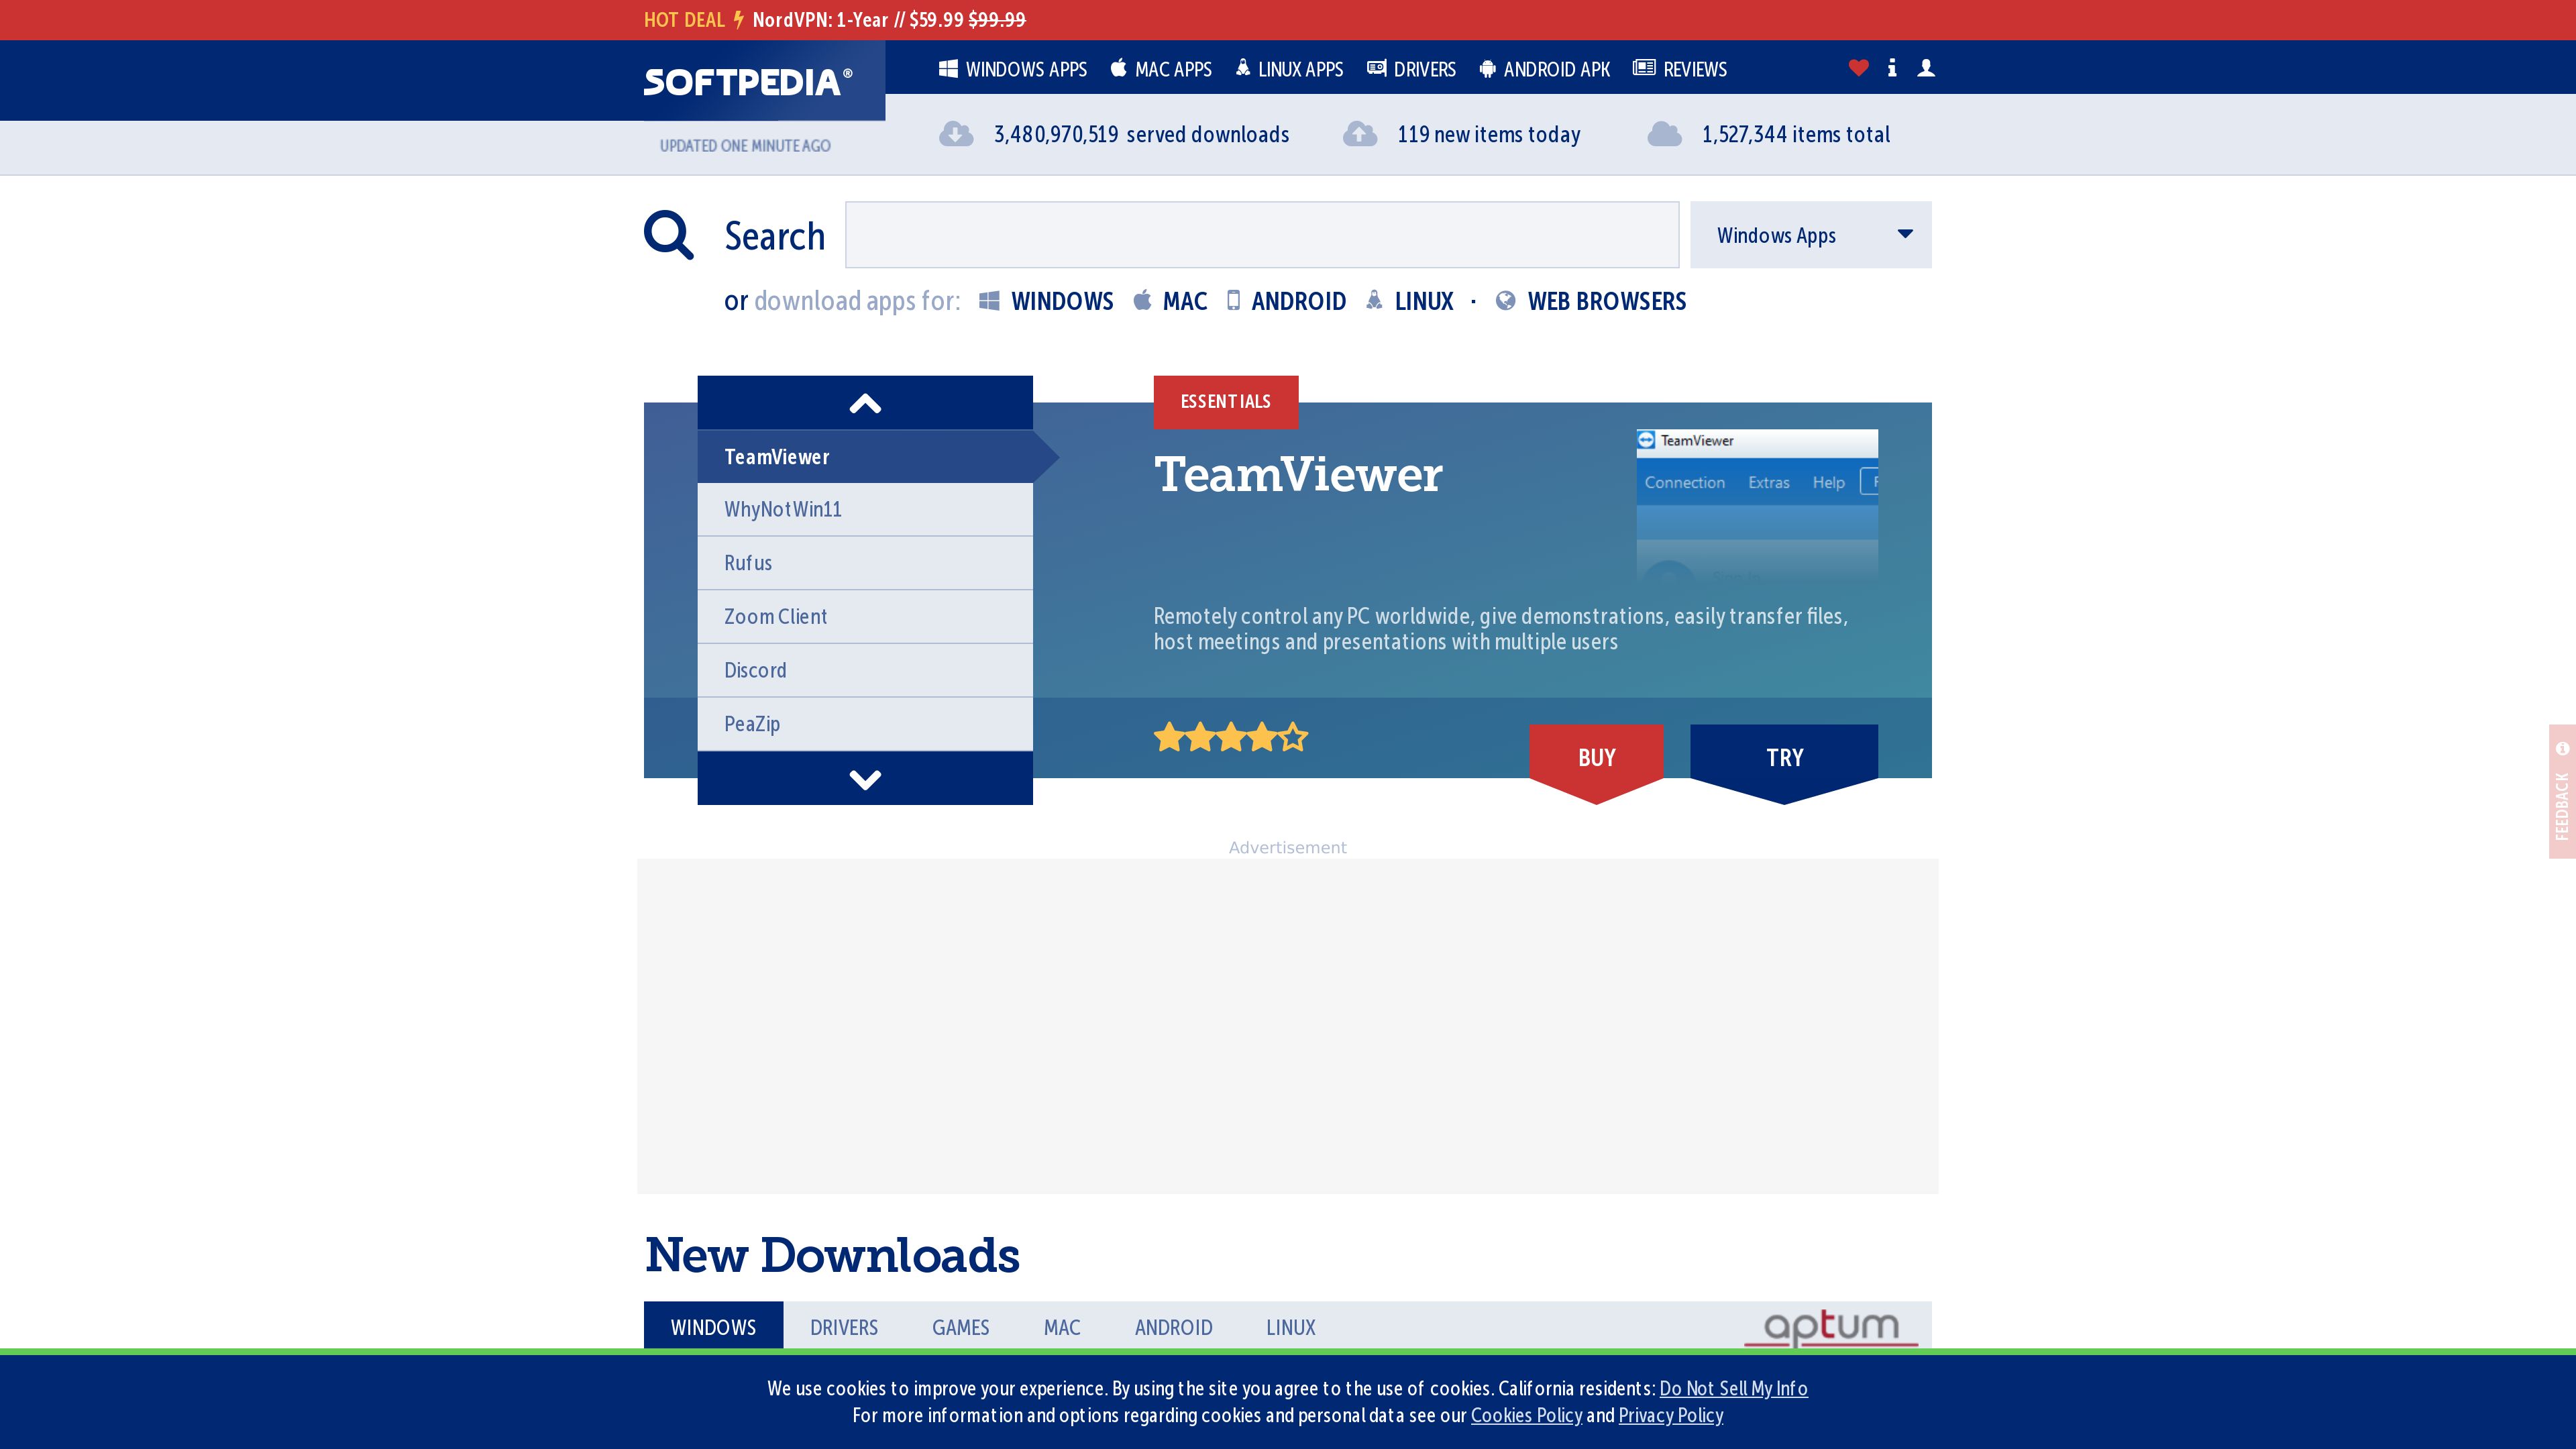 HOT DEAL NordVPN: 1-Year // $59.99 $99.99
SOFTPEDIA®
WINDOWS APPS MAC APPS LINUX APPS DRIVERS ANDROID APK REVIEWS
UPDATED ONE MINUTE AGO
3,480,970,519 served downloads 119 new items today 1,527,344 items total
Search
Windows Apps
or download apps for: WINDOWS MAC ANDROID LINUX · WEB BROWSERS
TeamViewer
WhyNotWin11
Rufus
Zoom Client
Discord
PeaZip
ESSENTIALS
TeamViewer
TeamViewer
Connection Extras Help
Remotely control any PC worldwide, give demonstrations, easily transfer files,
host meetings and presentations with multiple users
BUY
TRY
FEEDBACK
Advertisement
New Downloads
WINDOWS DRIVERS GAMES MAC ANDROID LINUX
aptum
We use cookies to improve your experience. By using the site you agree to the use of cookies. California residents: Do Not Sell My Info
For more information and options regarding cookies and personal data see our Cookies Policy and Privacy Policy